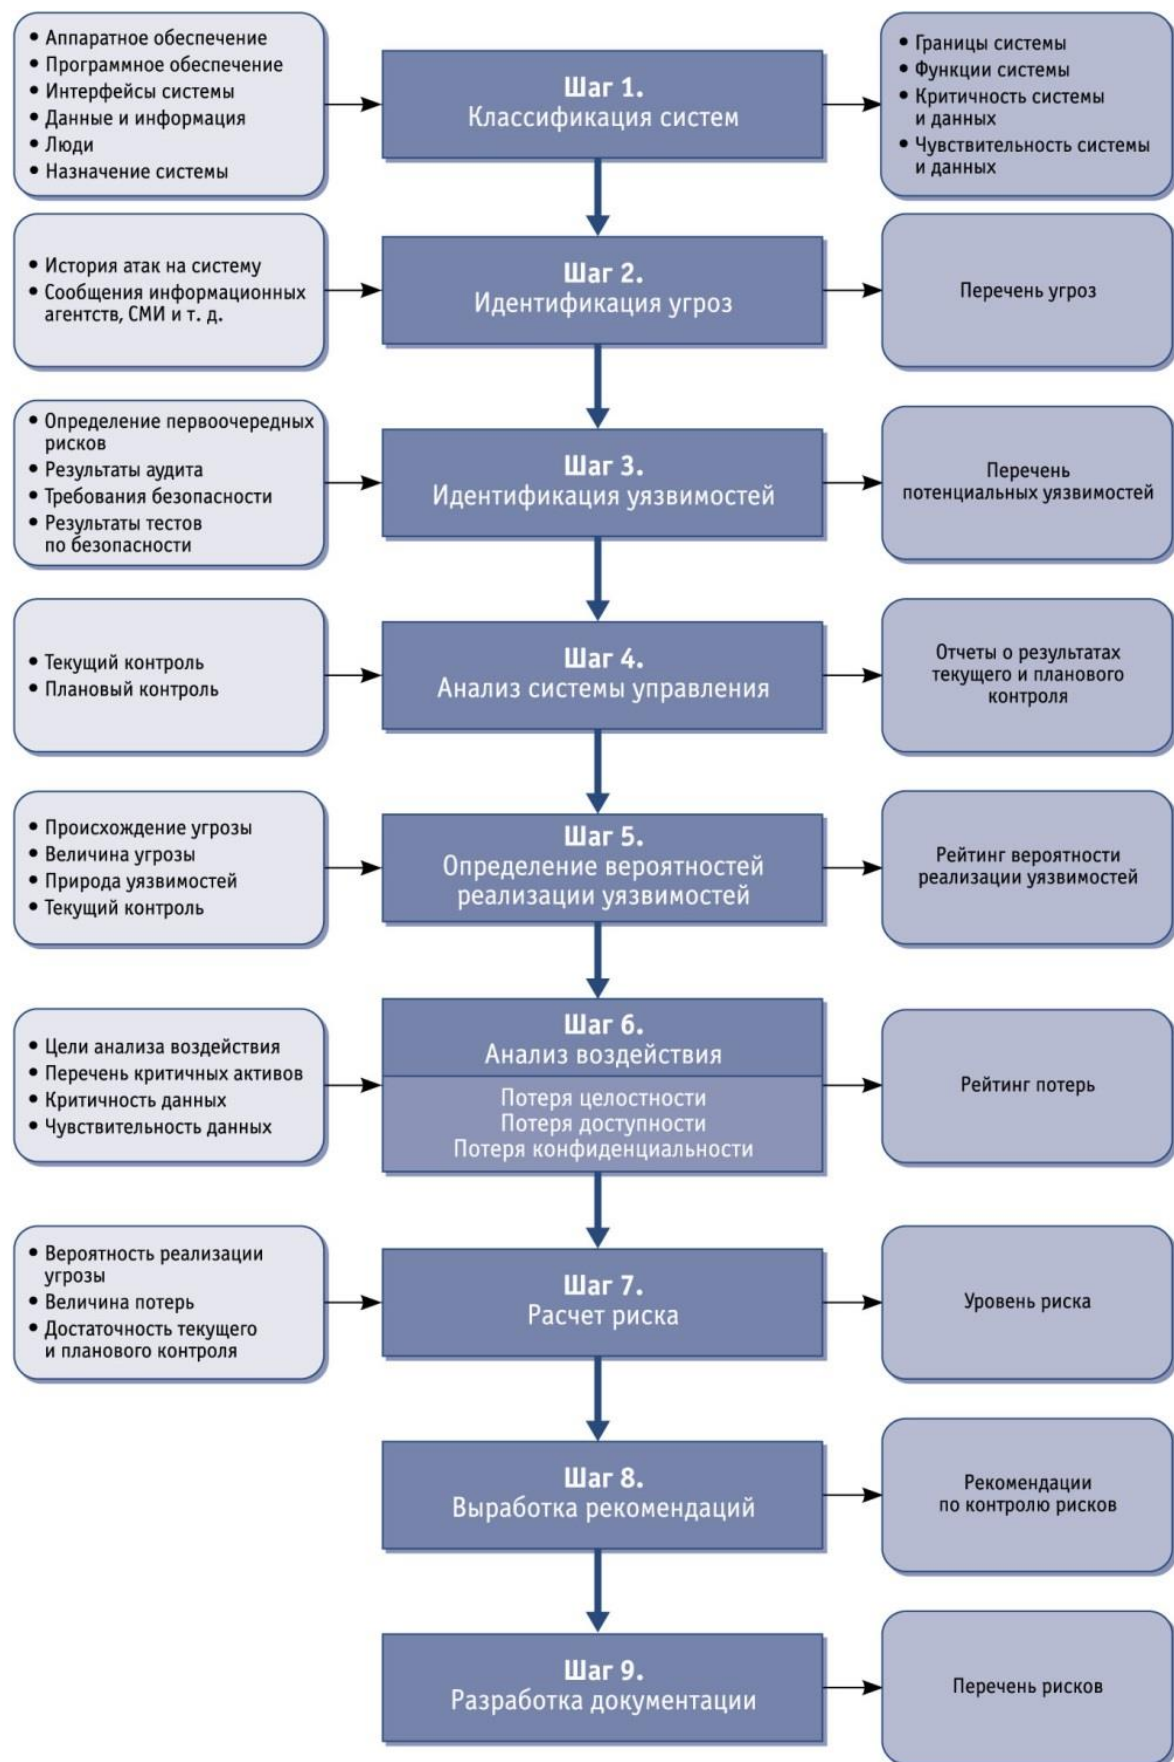 • Аппаратное обеспечение
• Программное обеспечение
• Интерфейсы системы
• Данные и информация
• Люди
• Назначение системы
Шаг 1.
Классификация систем
• Границы системы
• Функции системы
• Критичность системы
и данных
• Чувствительность системы
и данных
• История атак на систему
• Сообщения информационных
агентств, СМИ и т. д.
Шаг 2.
Идентификация угроз
Перечень угроз
• Определение первоочередных
рисков
• Результаты аудита
• Требования безопасности
• Результаты тестов
по безопасности
Шаг 3.
Идентификация уязвимостей
Перечень
потенциальных уязвимостей
• Текущий контроль
• Плановый контроль
Шаг 4.
Анализ системы управления
Отчеты о результатах
текущего и планового
контроля
• Происхождение угрозы
• Величина угрозы
• Природа уязвимостей
• Текущий контроль
Шаг 5.
Определение вероятностей
реализации уязвимостей
Рейтинг вероятности
реализации уязвимостей
• Цели анализа воздействия
• Перечень критичных активов
• Критичность данных
• Чувствительность данных
Шаг 6.
Анализ воздействия
Потеря целостности
Потеря доступности
Потеря конфиденциальности
Рейтинг потерь
• Вероятность реализации
угрозы
• Величина потерь
• Достаточность текущего
и планового контроля
Шаг 7.
Расчет риска
Уровень риска
Шаг 8.
Выработка рекомендаций
Рекомендации
по контролю рисков
Шаг 9.
Разработка документации
Перечень рисков